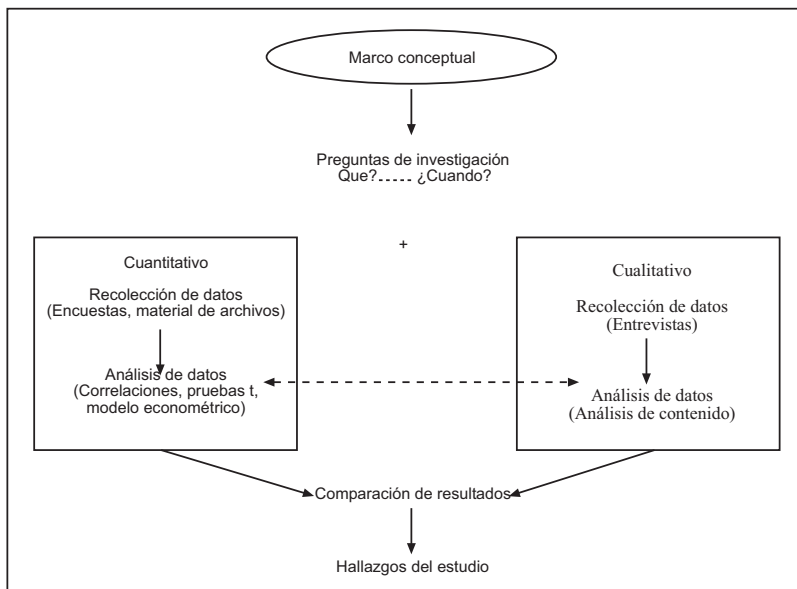 Marco conceptual
Preguntas de investigación
Que?..... ¿Cuando?
+
Cuantitativo
Recolección de datos
(Encuestas, material de archivos)
Análisis de datos
(Correlaciones, pruebas t,
modelo econométrico)
Cualitativo
Recolección de datos
(Entrevistas)
Análisis de datos
(Análisis de contenido)
Comparación de resultados
Hallazgos del estudio